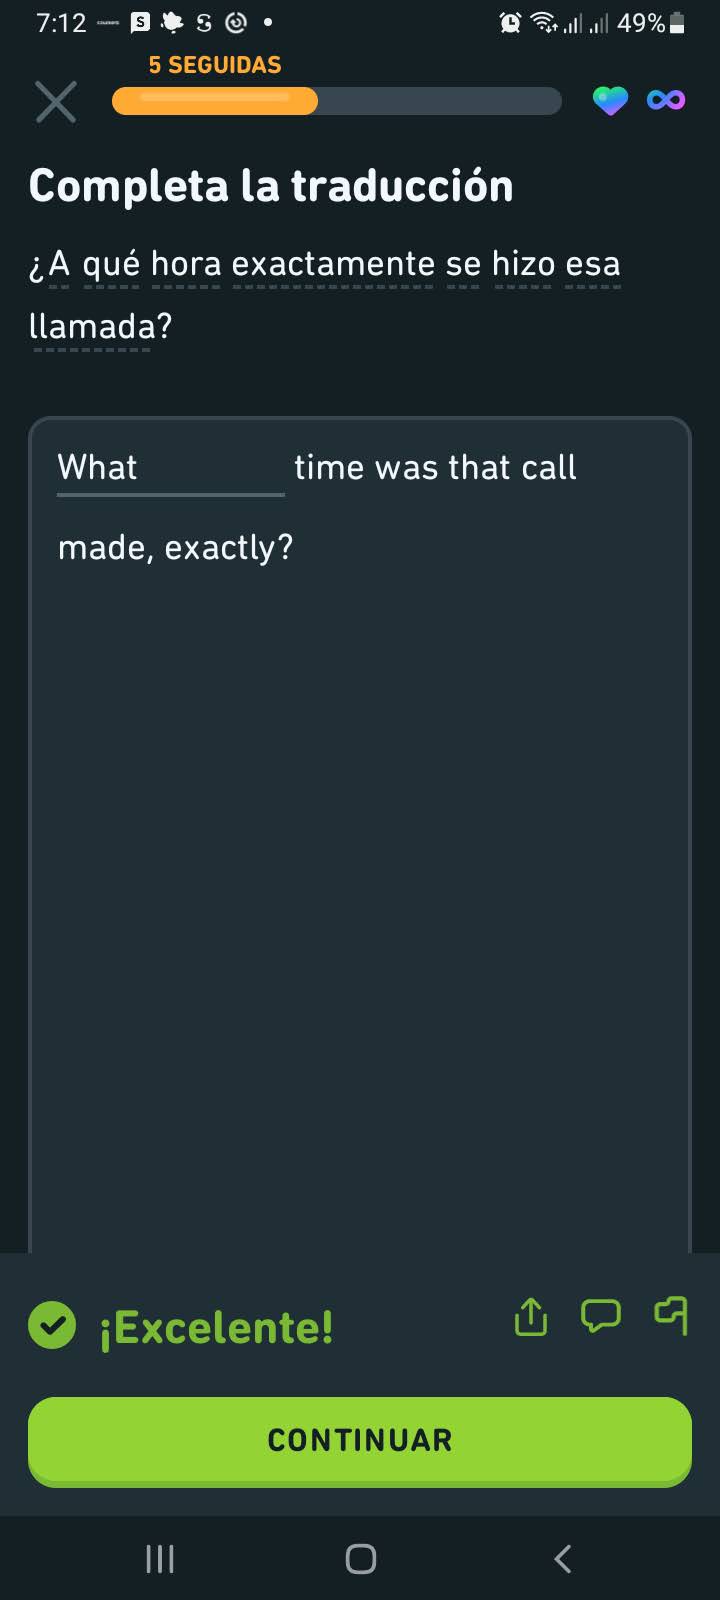 7:12
S
49%
5 SEGUIDAS
Completa la traducción
¿A qué hora exactamente se hizo esa
llamada?
What time was that call
made, exactly?
¡Excelente!
CONTINUAR